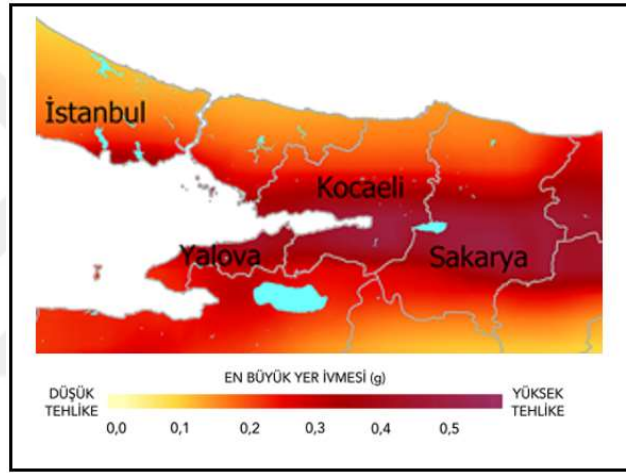 İstanbul
Kocaeli
Yalova
Sakarya
EN BÜYÜK YER İVMESİ (g)
DÜŞÜK
TEHLİKE
YÜKSEK
TEHLİKE
0,0 0,1 0,2 0,3 0,4 0,5